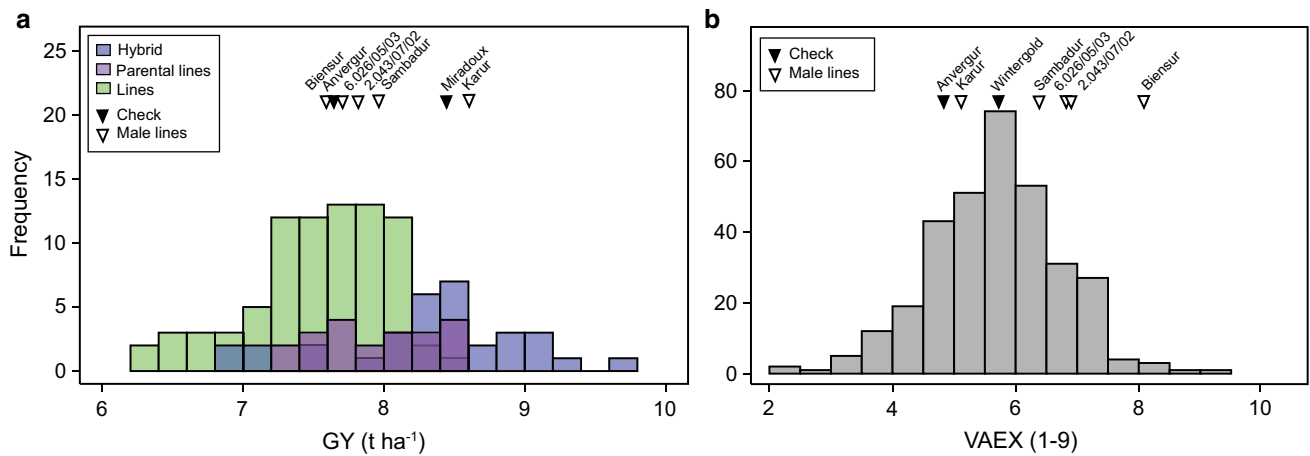 a
Hybrid
Parental lines
Lines
Check
Male lines
Biensur
Anvergur
6.026/05/03
2.043/07/02
Sambadur
Miradoux
Karur
25
20
15
10
5
0
Frequency
6 7 8 9 10
GY (t ha⁻¹)
b
Check
Male lines
Anvergur
Karur
Wintergold
Sambadur
6.026/05/03
2.043/07/02
Biensur
80
60
40
20
0
2 4 6 8 10
VAEX (1-9)